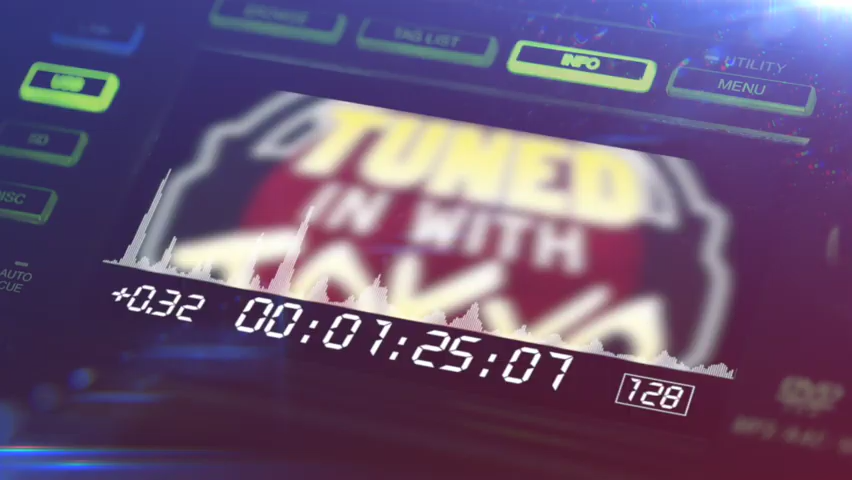 BROWSE
TAG LIST
INFO
UTILITY
MENU
USB
SD
DISC
AUTO
CUE
TUNED
IN WITH
TOKYO
+0.32
00:01:25:07
128